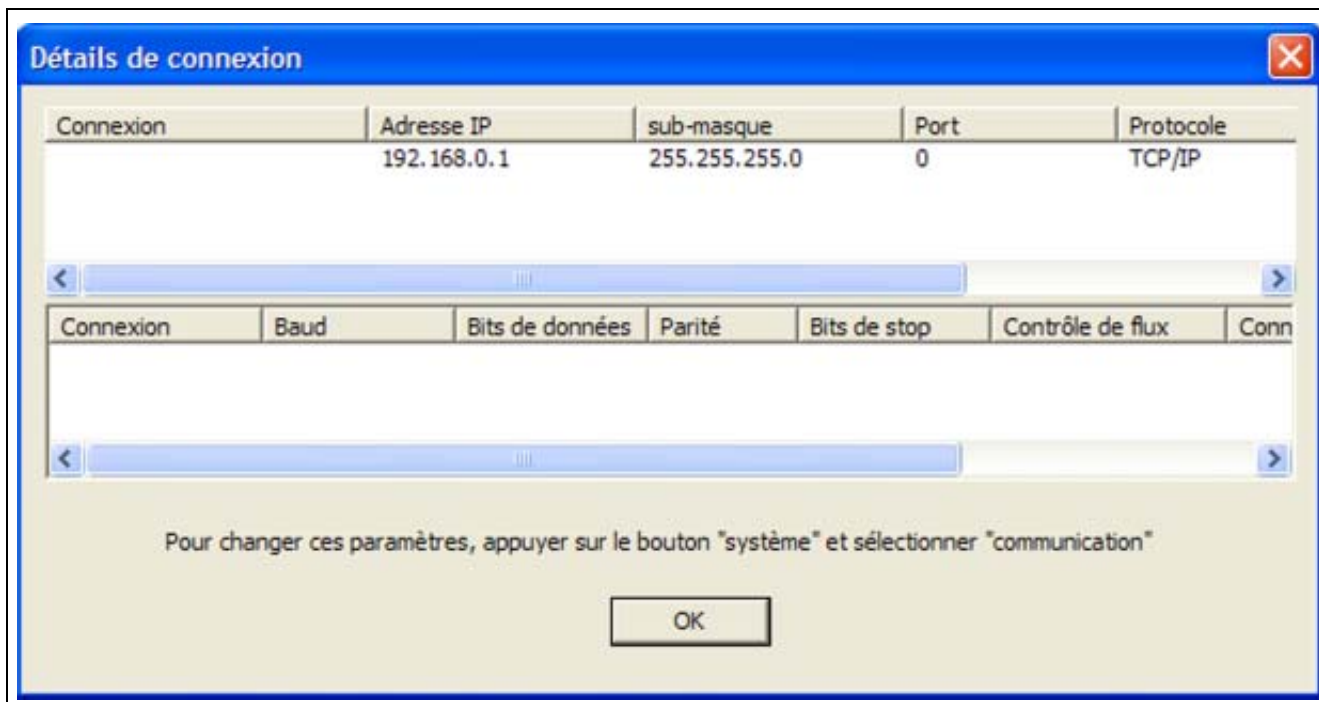 Détails de connexion
Connexion Adresse IP sub-masque Port Protocole
192.168.0.1 255.255.255.0 0 TCP/IP
Connexion Baud Bits de données Parité Bits de stop Contrôle de flux Conn
Pour changer ces paramètres, appuyer sur le bouton "système" et sélectionner "communication"
OK